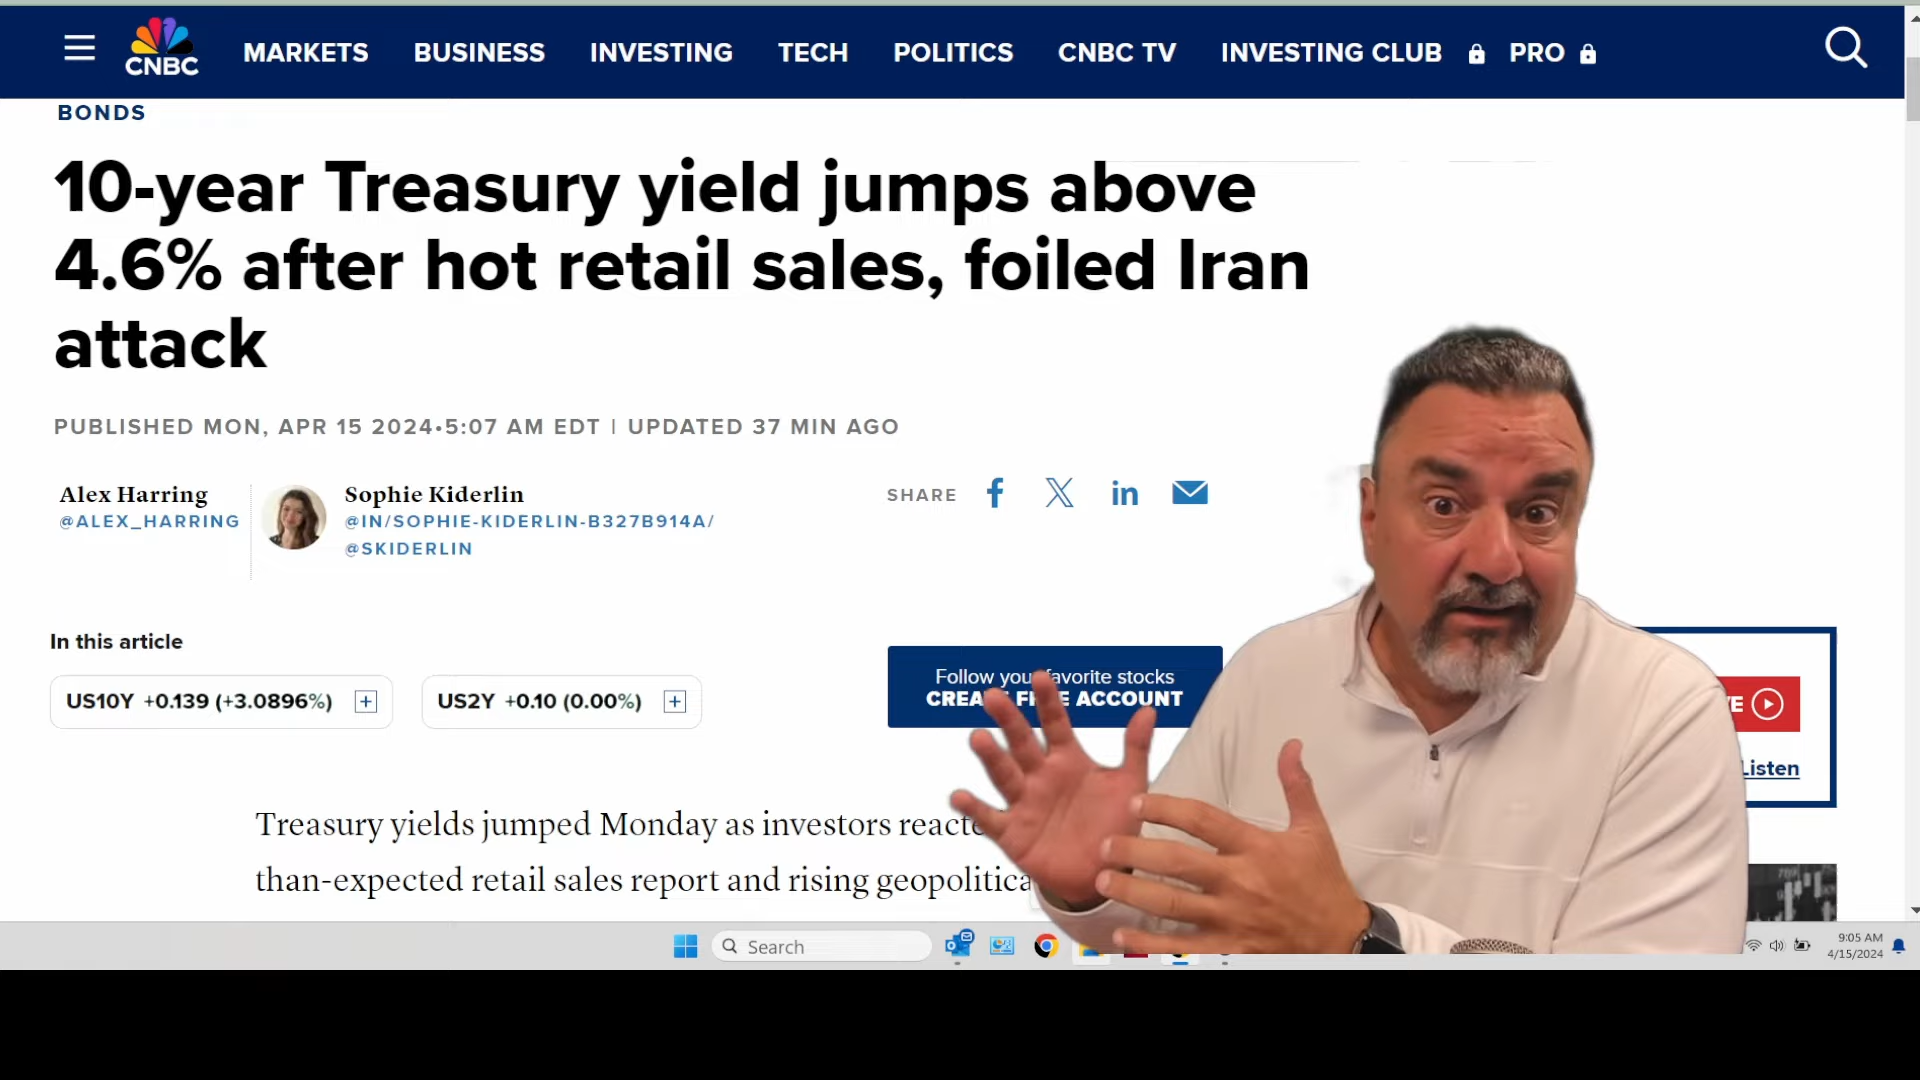 CNBC
MARKETS
BUSINESS
INVESTING
TECH
POLITICS
CNBC TV
INVESTING CLUB
PRO
BONDS
10-year Treasury yield jumps above
4.6% after hot retail sales, foiled Iran
attack
PUBLISHED MON, APR 15 2024•5:07 AM EDT | UPDATED 37 MIN AGO
Alex Harring
@ALEX_HARRING
Sophie Kiderlin
@IN/SOPHIE-KIDERLIN-B327B914A/
@SKIDERLIN
SHARE
In this article
US10Y +0.139 (+3.0896%)
US2Y +0.10 (0.00%)
Follow your favorite stocks
CREATE FREE ACCOUNT
Listen
Treasury yields jumped Monday as investors
than-expected retail sales report and rising
Search
9:05 AM
4/15/2024